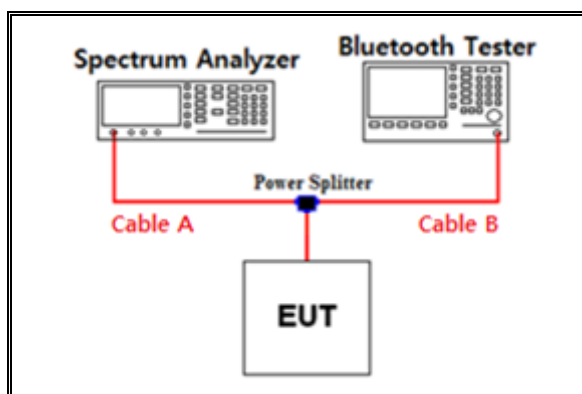 Spectrum Analyzer
Bluetooth Tester
Power Splitter
Cable A
Cable B
EUT